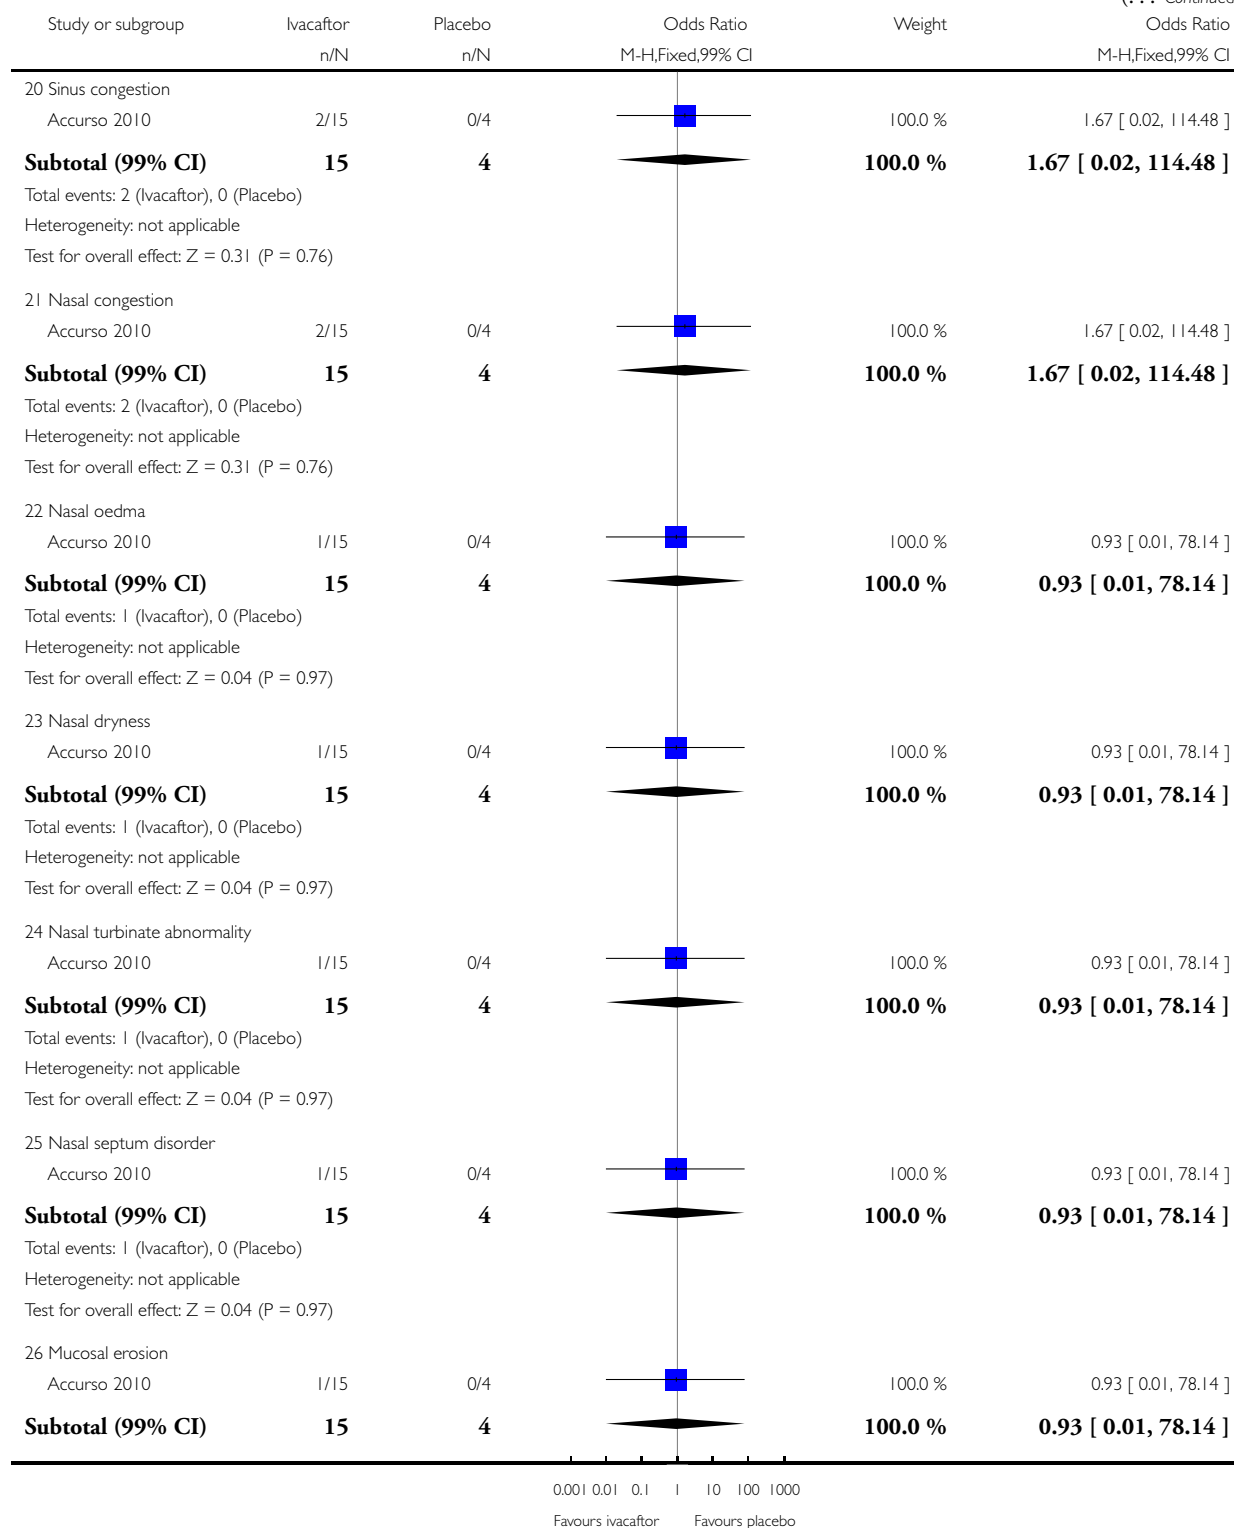 (... Continued
Study or subgroup Ivacaftor Placebo Odds Ratio Weight Odds Ratio
n/N n/N M-H,Fixed,99% CI M-H,Fixed,99% CI
20 Sinus congestion
Accurso 2010 2/15 0/4 100.0 % 1.67 [ 0.02, 114.48 ]
Subtotal (99% CI) 15 4 100.0 % 1.67 [ 0.02, 114.48 ]
Total events: 2 (Ivacaftor), 0 (Placebo)
Heterogeneity: not applicable
Test for overall effect: Z = 0.31 (P = 0.76)
21 Nasal congestion
Accurso 2010 2/15 0/4 100.0 % 1.67 [ 0.02, 114.48 ]
Subtotal (99% CI) 15 4 100.0 % 1.67 [ 0.02, 114.48 ]
Total events: 2 (Ivacaftor), 0 (Placebo)
Heterogeneity: not applicable
Test for overall effect: Z = 0.31 (P = 0.76)
22 Nasal oedma
Accurso 2010 1/15 0/4 100.0 % 0.93 [ 0.01, 78.14 ]
Subtotal (99% CI) 15 4 100.0 % 0.93 [ 0.01, 78.14 ]
Total events: 1 (Ivacaftor), 0 (Placebo)
Heterogeneity: not applicable
Test for overall effect: Z = 0.04 (P = 0.97)
23 Nasal dryness
Accurso 2010 1/15 0/4 100.0 % 0.93 [ 0.01, 78.14 ]
Subtotal (99% CI) 15 4 100.0 % 0.93 [ 0.01, 78.14 ]
Total events: 1 (Ivacaftor), 0 (Placebo)
Heterogeneity: not applicable
Test for overall effect: Z = 0.04 (P = 0.97)
24 Nasal turbinate abnormality
Accurso 2010 1/15 0/4 100.0 % 0.93 [ 0.01, 78.14 ]
Subtotal (99% CI) 15 4 100.0 % 0.93 [ 0.01, 78.14 ]
Total events: 1 (Ivacaftor), 0 (Placebo)
Heterogeneity: not applicable
Test for overall effect: Z = 0.04 (P = 0.97)
25 Nasal septum disorder
Accurso 2010 1/15 0/4 100.0 % 0.93 [ 0.01, 78.14 ]
Subtotal (99% CI) 15 4 100.0 % 0.93 [ 0.01, 78.14 ]
Total events: 1 (Ivacaftor), 0 (Placebo)
Heterogeneity: not applicable
Test for overall effect: Z = 0.04 (P = 0.97)
26 Mucosal erosion
Accurso 2010 1/15 0/4 100.0 % 0.93 [ 0.01, 78.14 ]
Subtotal (99% CI) 15 4 100.0 % 0.93 [ 0.01, 78.14 ]
0.001 0.01 0.1 1 10 100 1000
Favours ivacaftor Favours placebo